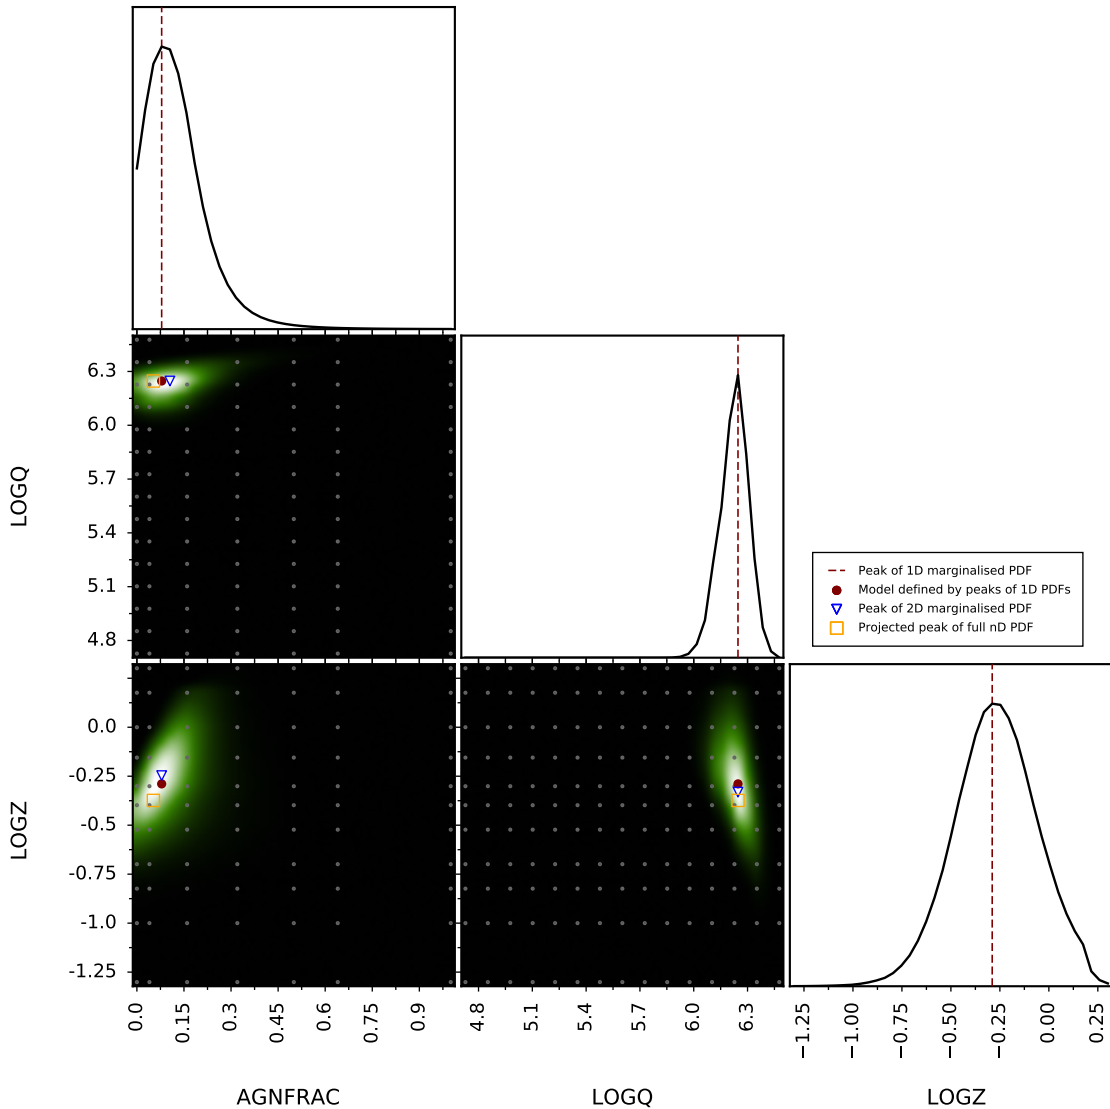 6.3
6.0
5.7
5.4
5.1
4.8
LOGQ
Peak of 1D marginalised PDF
Model defined by peaks of 1D PDFs
Peak of 2D marginalised PDF
Projected peak of full nD PDF
0.0
-0.25
-0.5
-0.75
-1.0
-1.25
LOGZ
0.0 0.15 0.3 0.45 0.6 0.75 0.9
4.8 5.1 5.4 5.7 6.0 6.3
−1.25 −1.00 −0.75 −0.50 −0.25 0.00 0.25
AGNFRAC LOGQ LOGZ